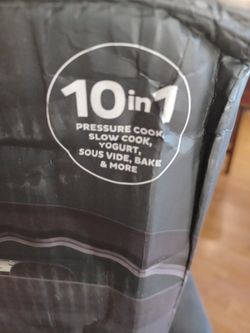 10in1
PRESSURE COOK,
SLOW COOK,
YOGURT,
SOUS VIDE, BAKE
& MORE